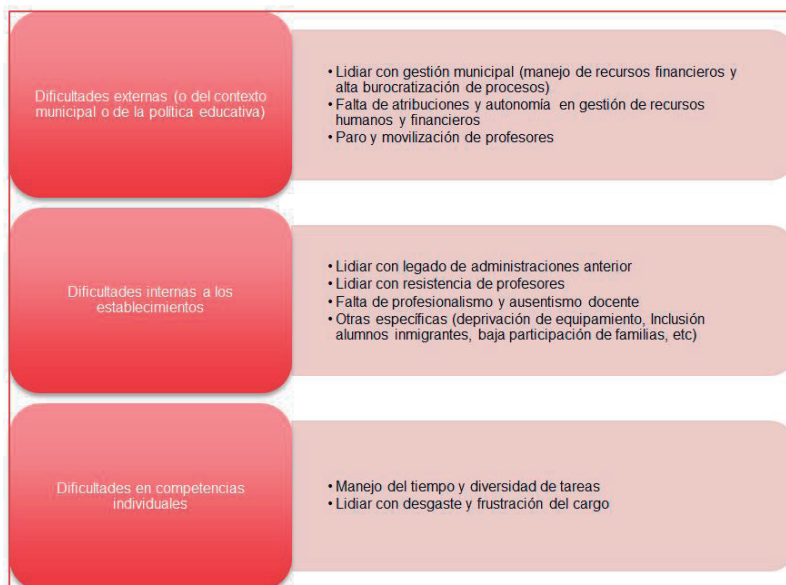 Dificultades externas (o del contexto
municipal o de la política educativa)
• Lidiar con gestión municipal (manejo de recursos financieros y
alta burocratización de procesos)
• Falta de atribuciones y autonomía en gestión de recursos
humanos y financieros
• Paro y movilización de profesores
Dificultades internas a los
establecimientos
• Lidiar con legado de administraciones anterior
• Lidiar con resistencia de profesores
• Falta de profesionalismo y ausentismo docente
• Otras específicas (deprivación de equipamiento, Inclusión
alumnos inmigrantes, baja participación de familias, etc)
Dificultades en competencias
individuales
• Manejo del tiempo y diversidad de tareas
• Lidiar con desgaste y frustración del cargo